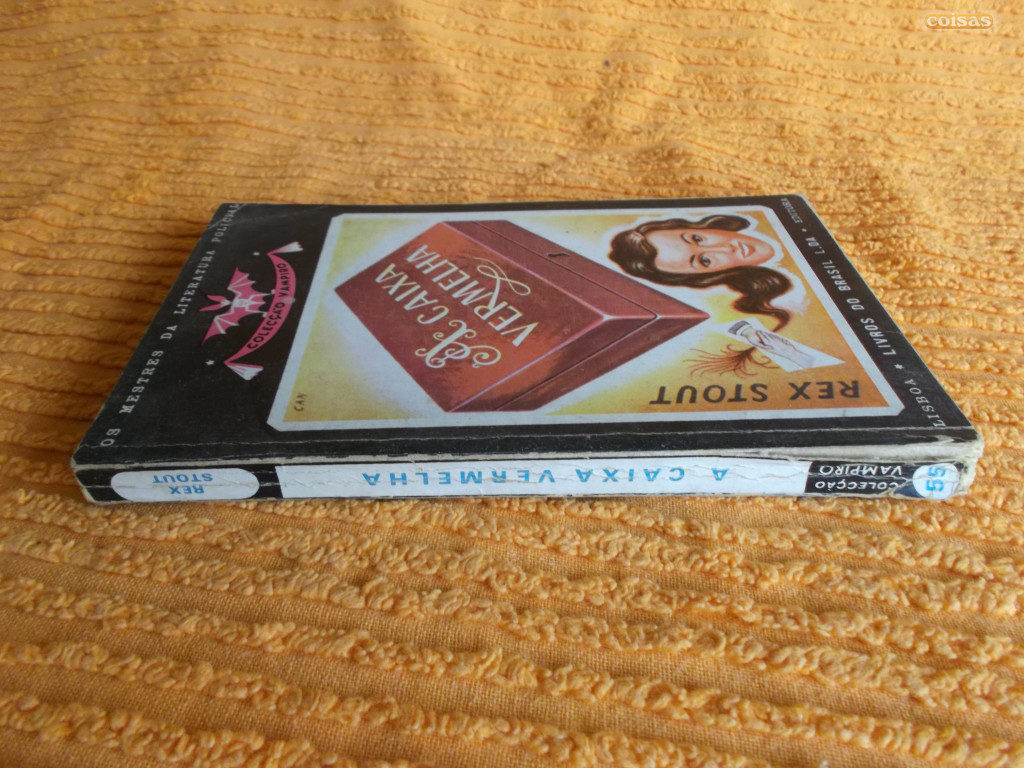 coisas
OS MESTRES DA LITERATURA POLICIAL
COLECÇÃO VAMPIRO
A CAIXA
VERMELHA
CAN
REX STOUT
LISBOA * LIVROS DO BRASIL L.DA * EDITORA
REX
STOUT
A CAIXA VERMELHA
COLECÇÃO
VAMPIRO
55